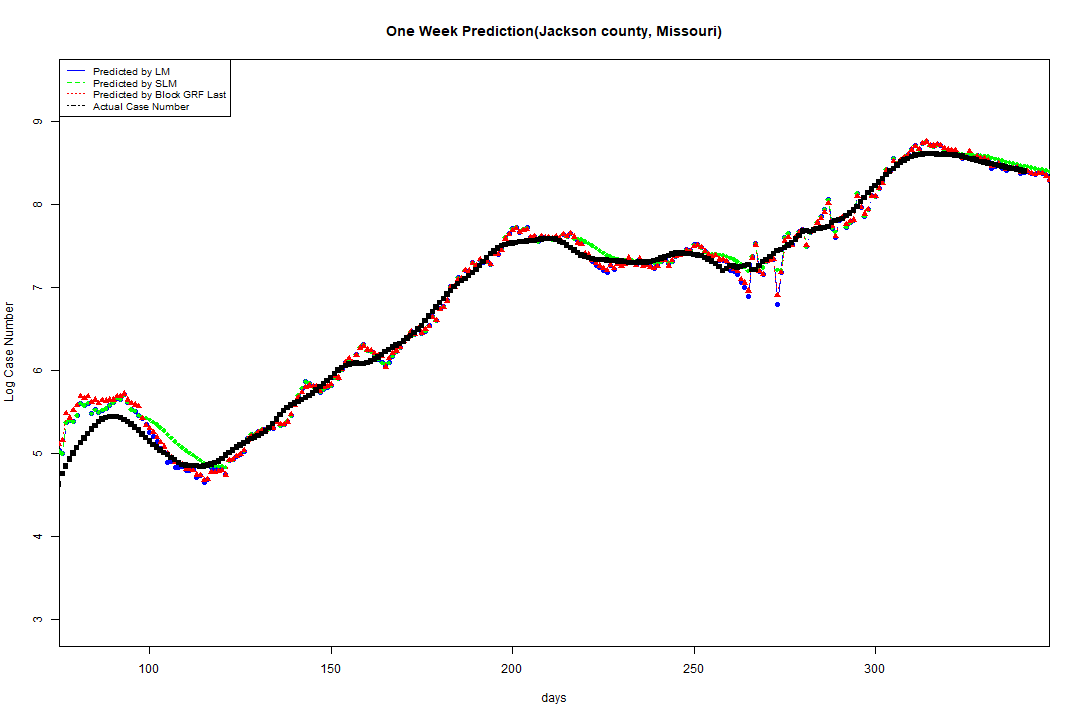 One Week Prediction(Jackson county, Missouri)
Predicted by LM
Predicted by SLM
Predicted by Block GRF Last
Actual Case Number
9
8
7
6
5
4
3
Log Case Number
100 150 200 250 300
days